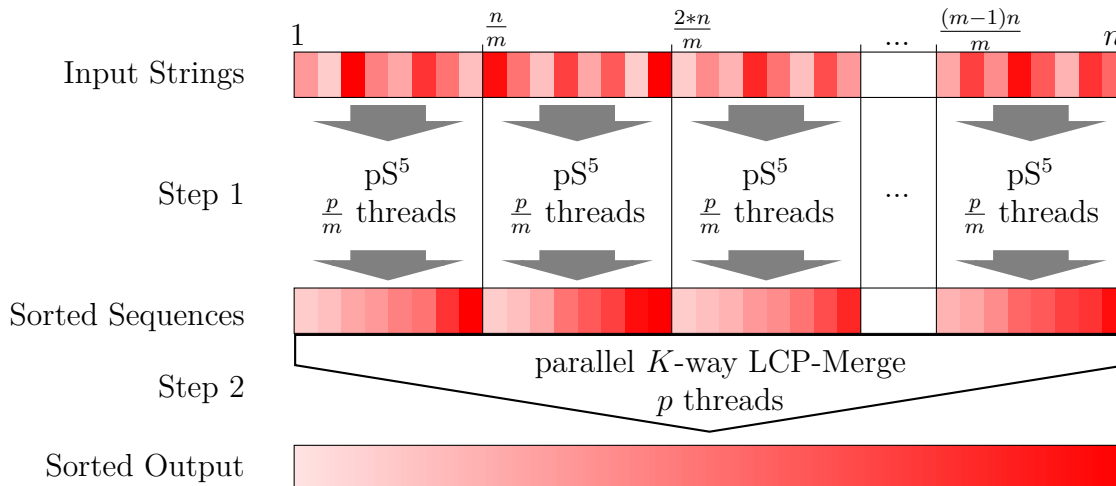 1 n/m 2*n/m ... (m−1)n/m n
Input Strings
pS⁵ pS⁵ pS⁵ pS⁵
Step 1 ...
p/m threads p/m threads p/m threads p/m threads
Sorted Sequences
parallel K-way LCP-Merge
Step 2
p threads
Sorted Output